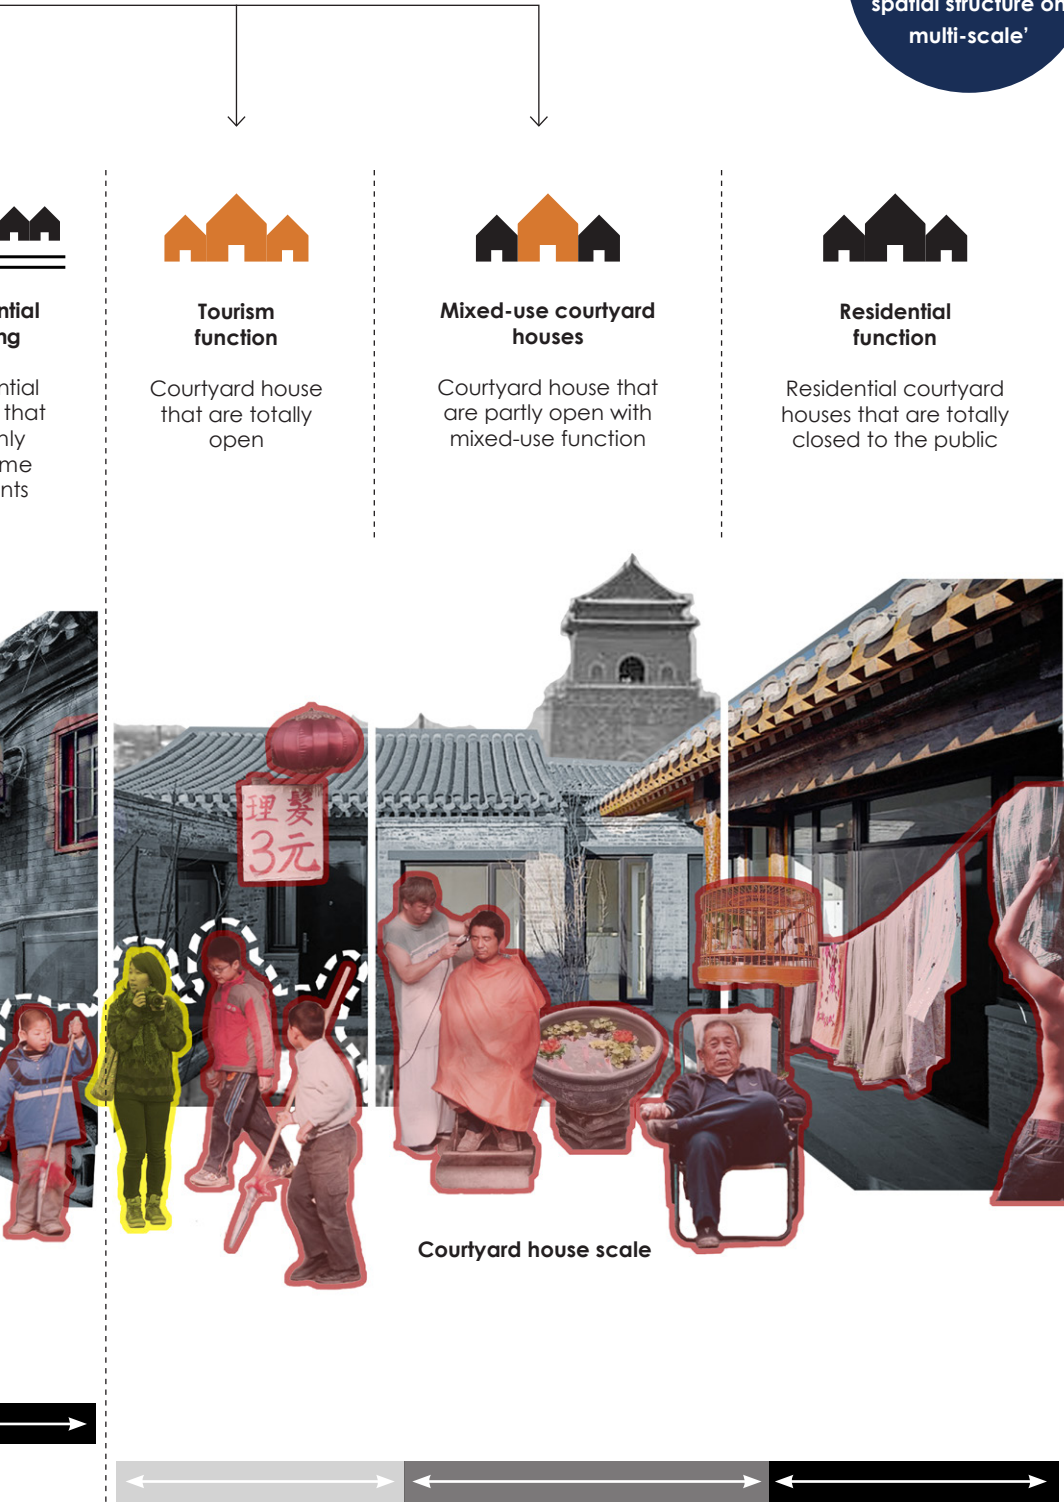 spatial structure on
multi-scale’
ntial
ng
ntial
that
nly
me
nts
Tourism
function
Courtyard house
that are totally
open
Mixed-use courtyard
houses
Courtyard house that
are partly open with
mixed-use function
Residential
function
Residential courtyard
houses that are totally
closed to the public
理髮
3元
Courtyard house scale